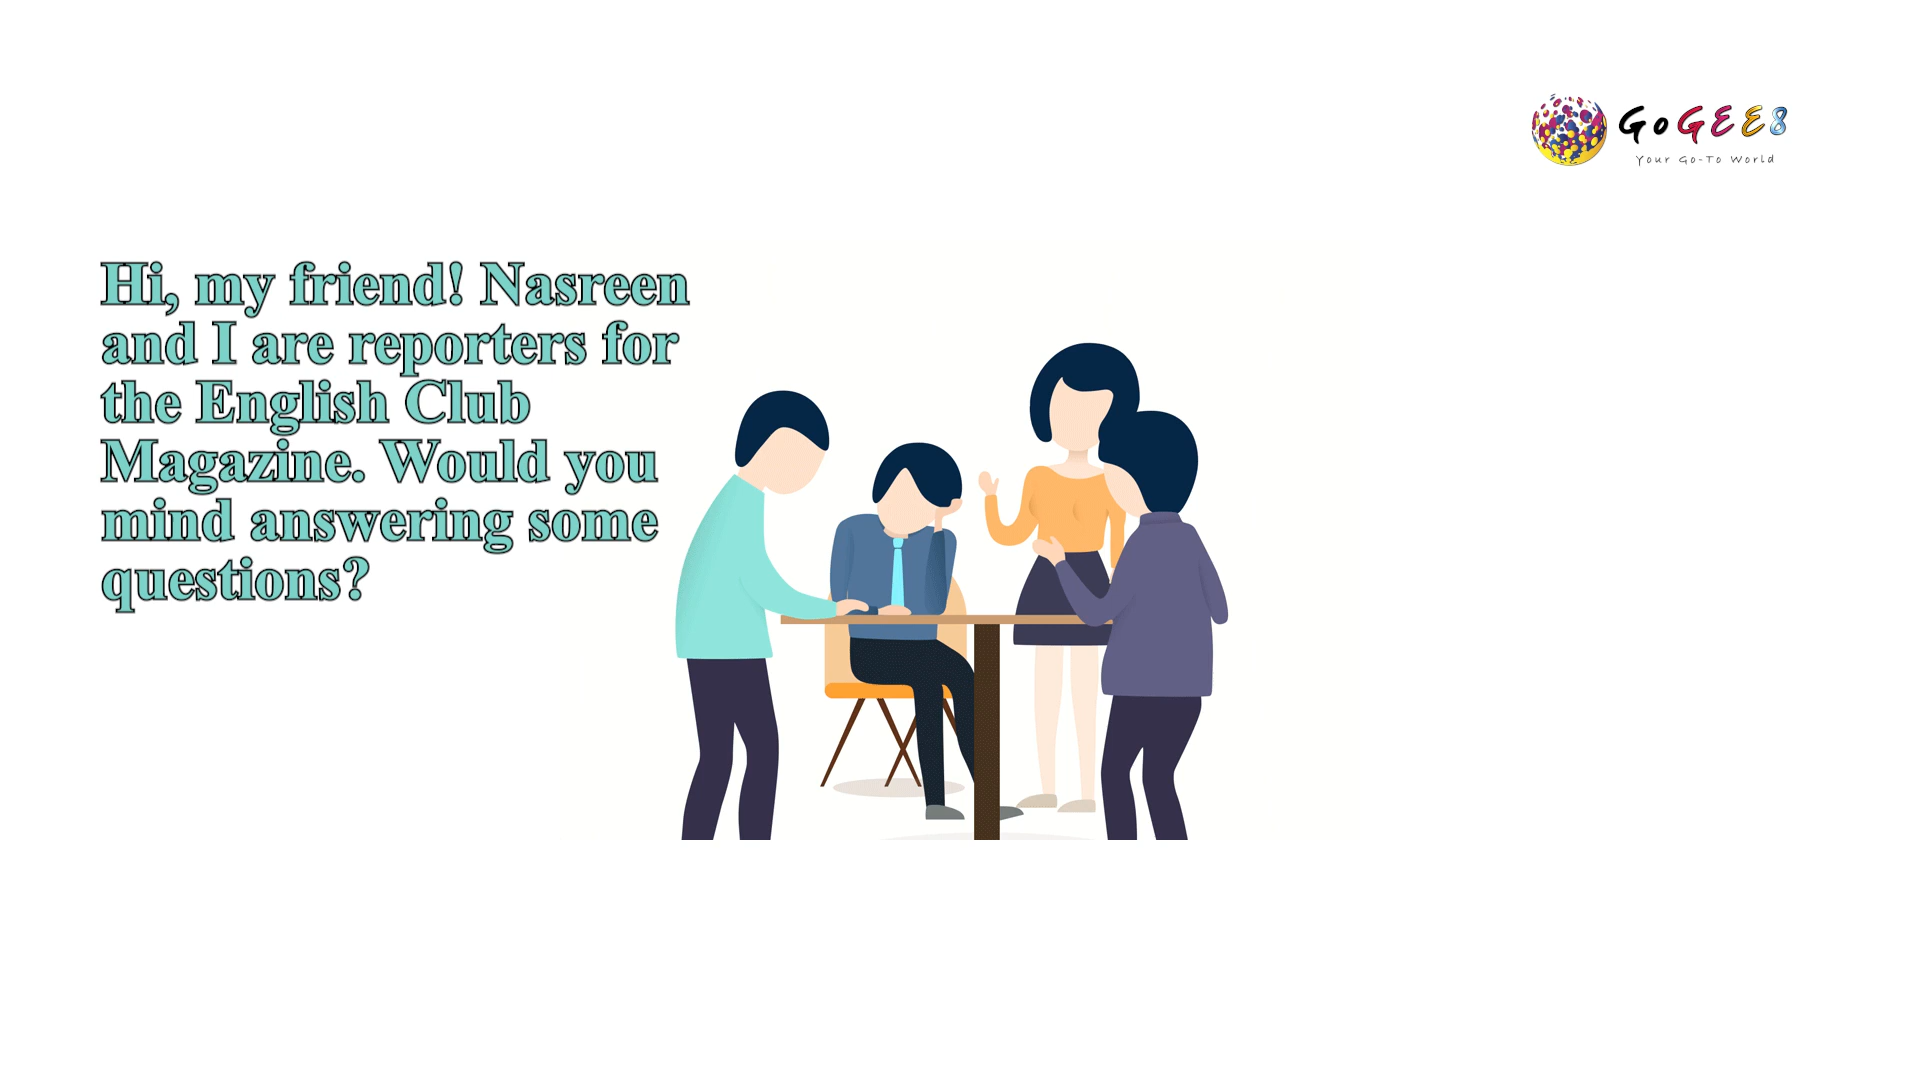 GoGEE8
Your Go-To World
Hi, my friend! Nasreen
and I are reporters for
the English Club
Magazine. Would you
mind answering some
questions?